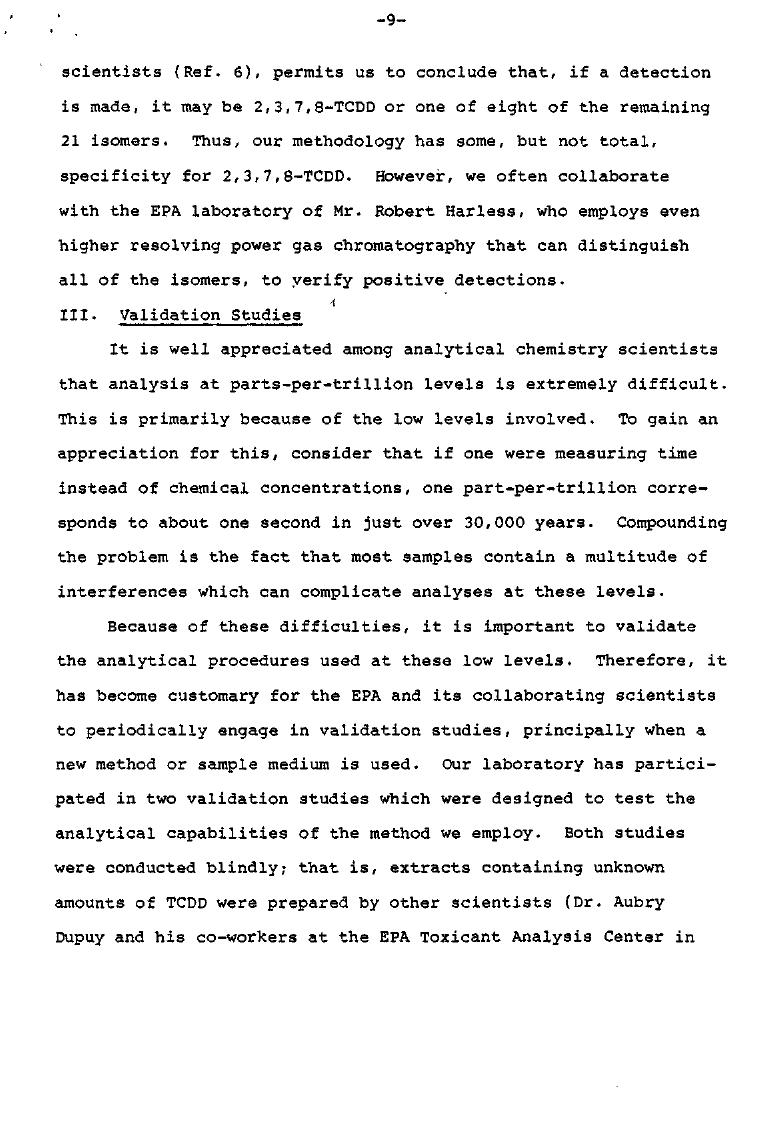 -9-
scientists (Ref. 6), permits us to conclude that, if a detection
is made, it may be 2,3,7,8-TCDD or one of eight of the remaining
21 isomers. Thus, our methodology has some, but not total,
specificity for 2,3,7,8-TCDD. However, we often collaborate
with the EPA laboratory of Mr. Robert Harless, who employs even
higher resolving power gas chromatography that can distinguish
all of the isomers, to verify positive detections.
III. Validation Studies
It is well appreciated among analytical chemistry scientists
that analysis at parts-per-trillion levels is extremely difficult.
This is primarily because of the low levels involved. To gain an
appreciation for this, consider that if one were measuring time
instead of chemical concentrations, one part-per-trillion corre-
sponds to about one second in just over 30,000 years. Compounding
the problem is the fact that most samples contain a multitude of
interferences which can complicate analyses at these levels.
Because of these difficulties, it is important to validate
the analytical procedures used at these low levels. Therefore, it
has become customary for the EPA and its collaborating scientists
to periodically engage in validation studies, principally when a
new method or sample medium is used. Our laboratory has partici-
pated in two validation studies which were designed to test the
analytical capabilities of the method we employ. Both studies
were conducted blindly; that is, extracts containing unknown
amounts of TCDD were prepared by other scientists (Dr. Aubry
Dupuy and his co-workers at the EPA Toxicant Analysis Center in